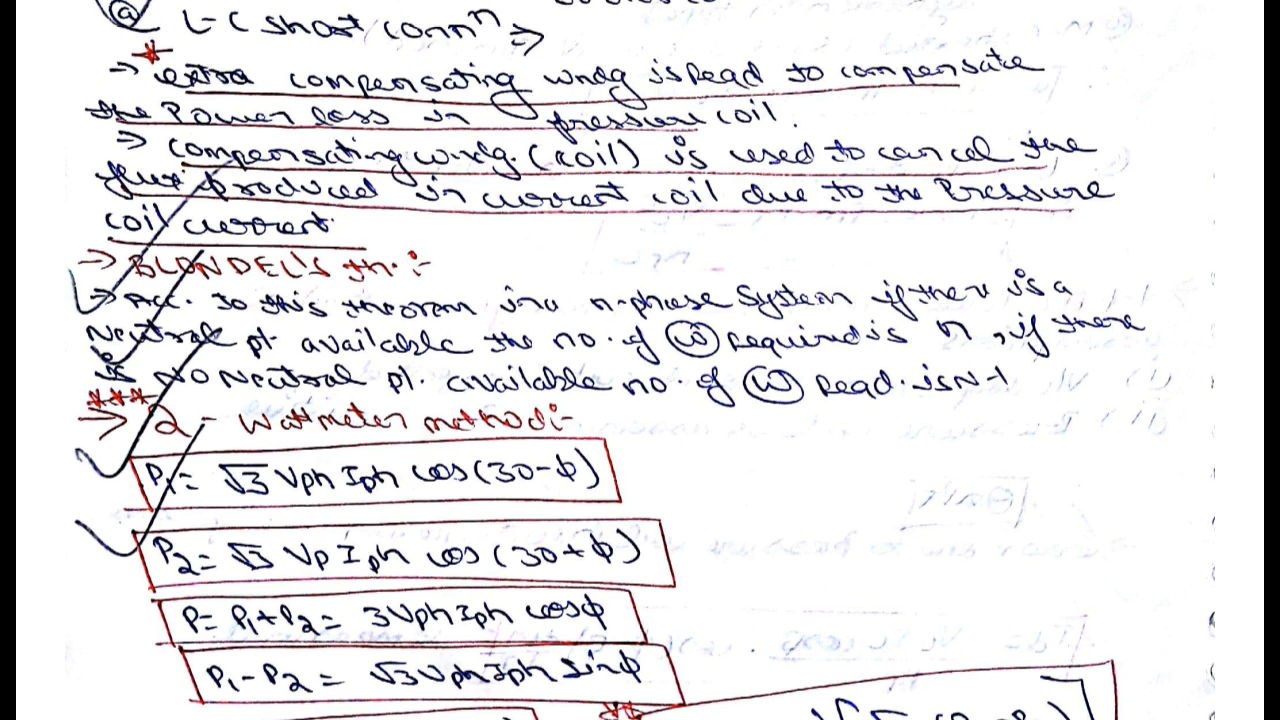 @ L-C short connⁿ ⇒
→ extra compensating wndg is Read to compensate
the Power loss in pressure coil.
⇒ compensating wndg. (coil) is used to cancel the
flux produced in current coil due to the Pressure
coil current.
→ BLONDEL'S th. :-
→ Acc. to this theorem in a n-phase System if there is a
Neutral pt. available the no. of Ⓦ Required is n, if there
is NO Neutral pt. available no. of Ⓦ Read. is N-1
*** → 2 - Wattmeter method:-
P₁ = √3 Vph Iph cos(30-ϕ)
P₂ = √3 Vp Iph cos(30+ϕ)
P = P₁+P₂ = 3Vph Iph cosϕ
P₁-P₂ = √3 Vph Iph sinϕ